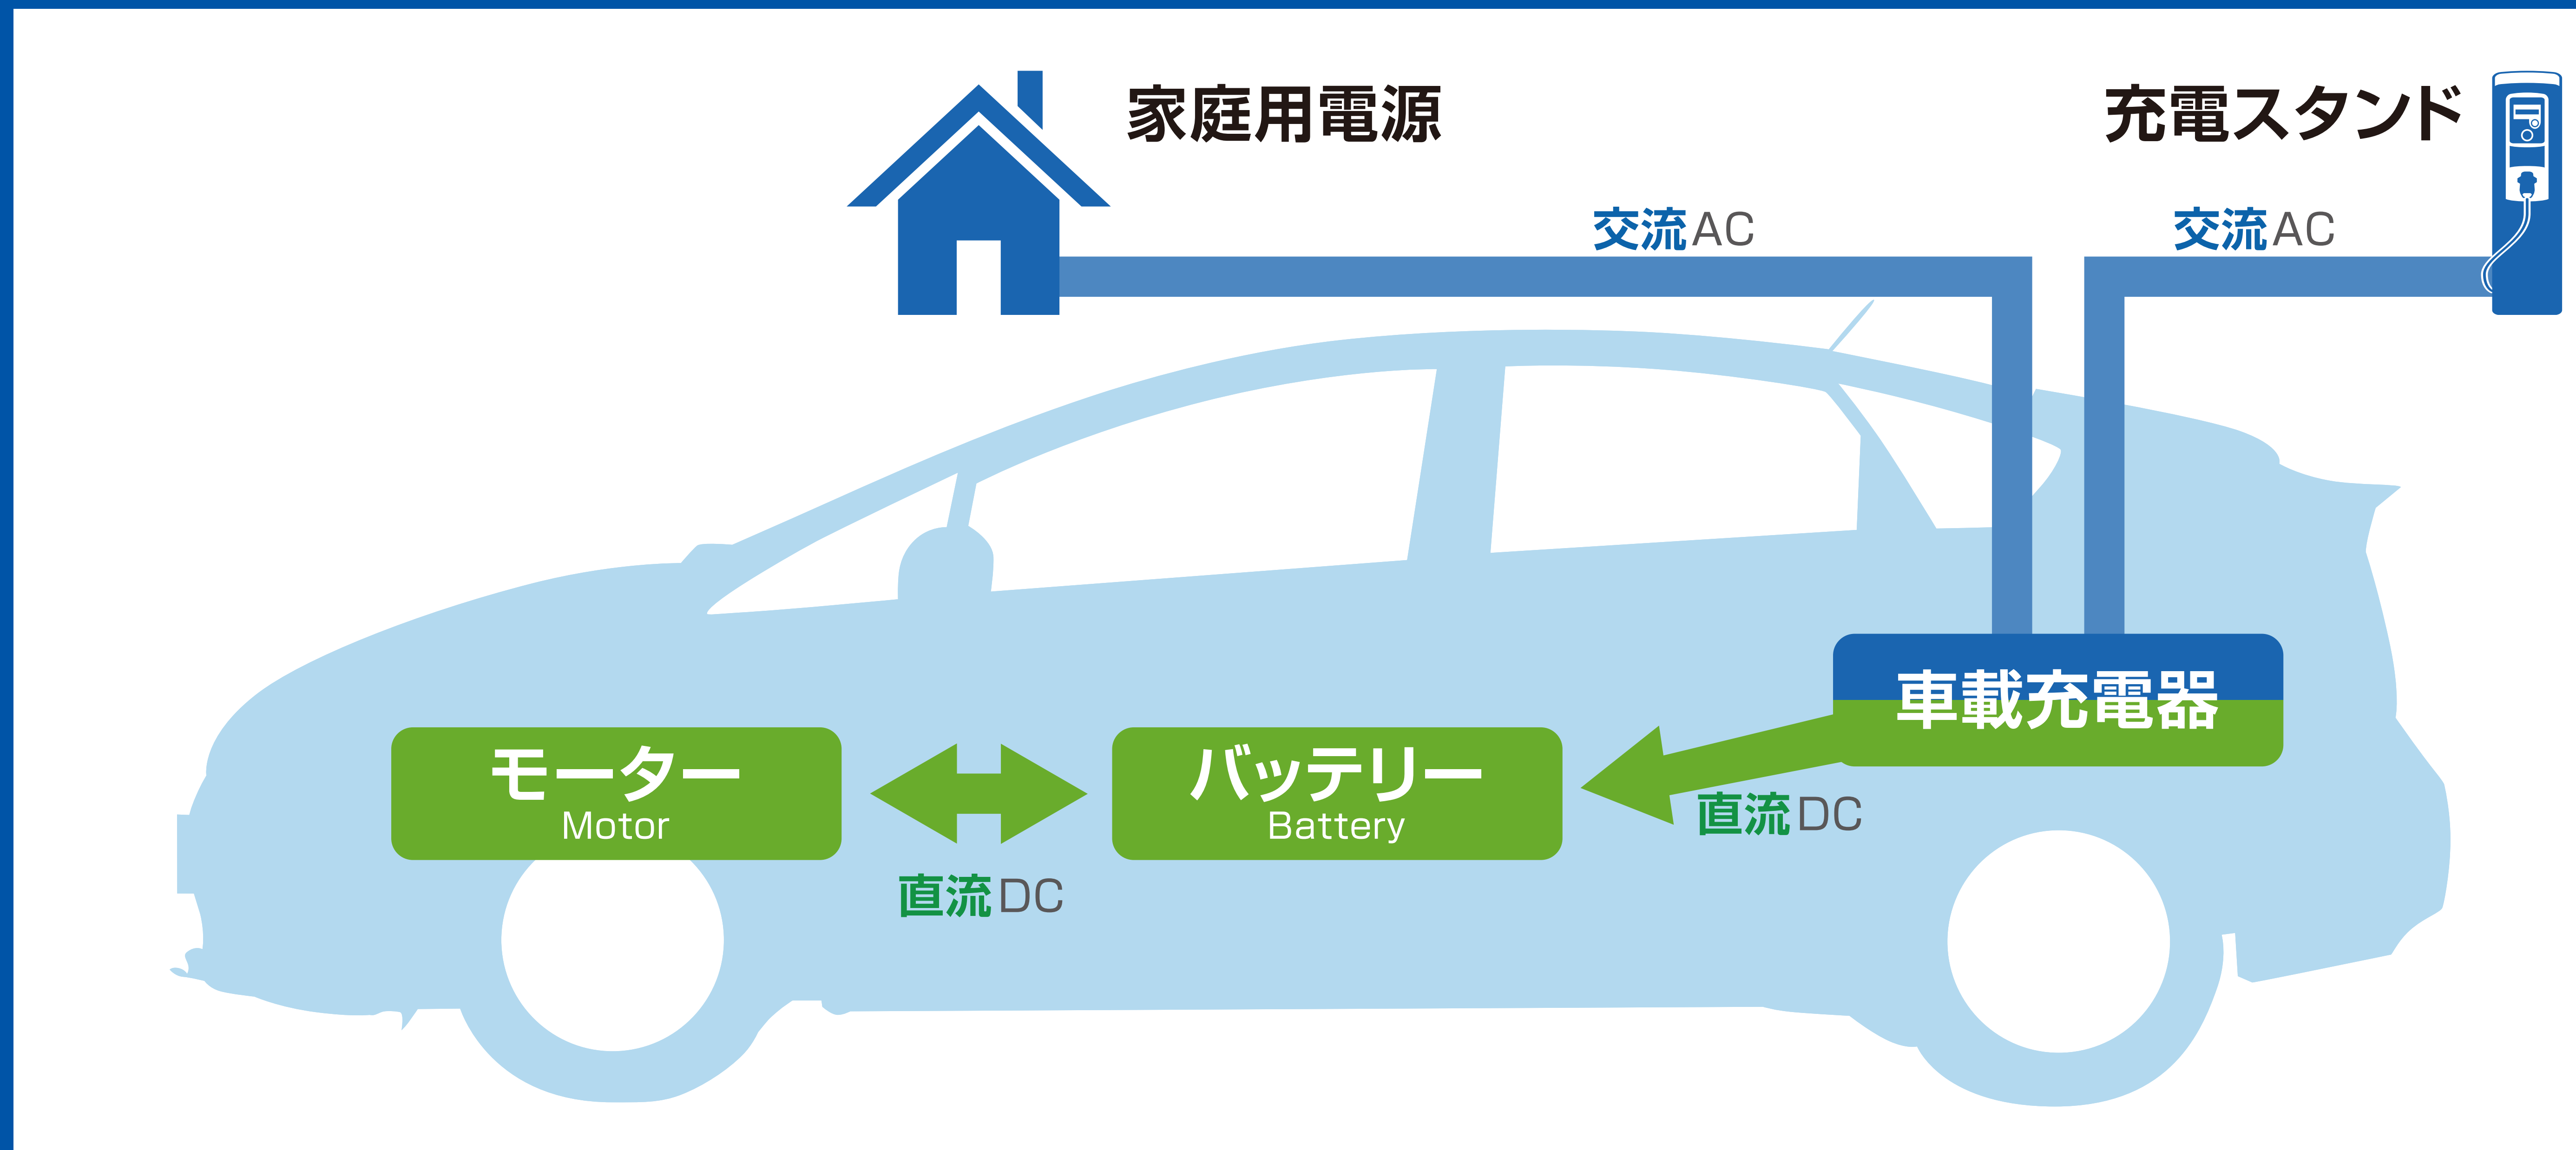 家庭用電源
充電スタンド
交流AC
交流AC
車載充電器
モーター
Motor
バッテリー
Battery
直流DC
直流DC